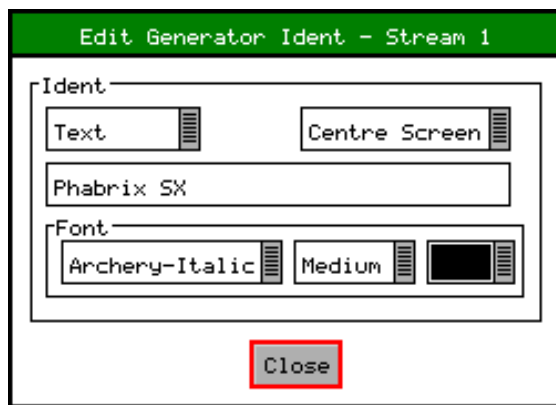 Edit Generator Ident - Stream 1
Ident
Text Centre Screen
Phabrix SX
Font
Archery-Italic Medium
Close